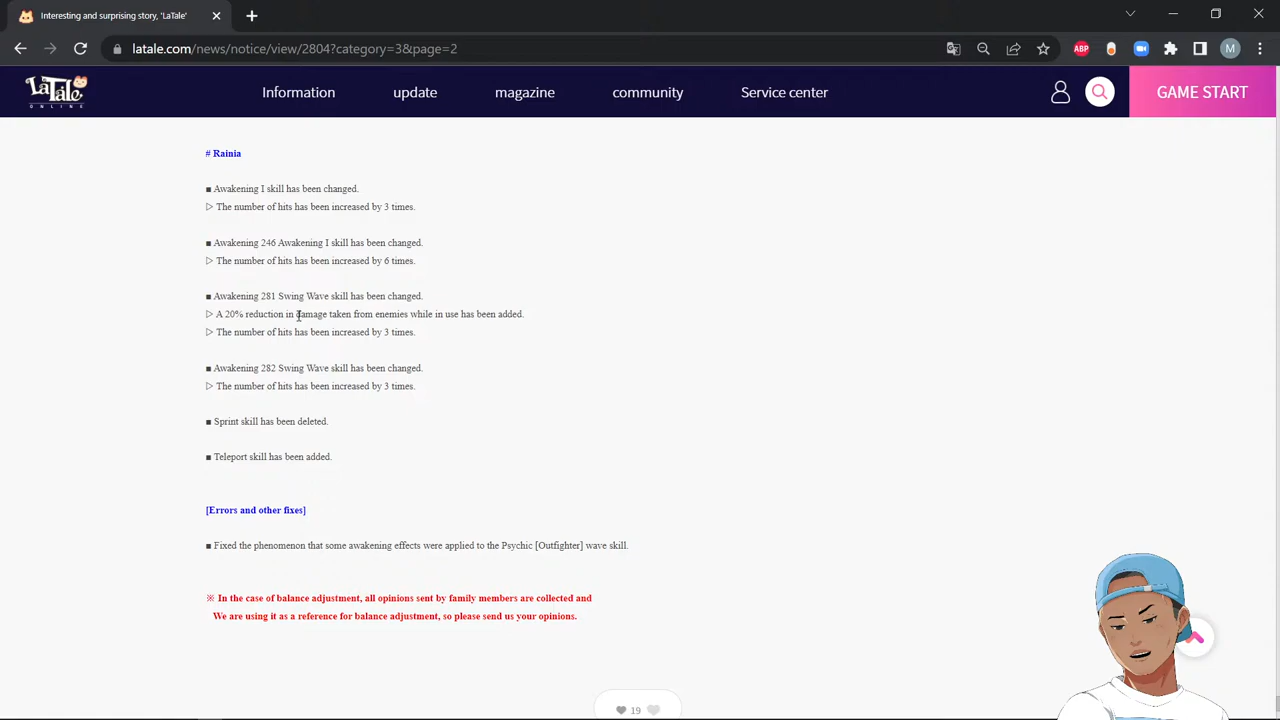 Interesting and surprising story, 'LaTale'
latale.com/news/notice/2804?category=3&page=2
ABP
M
LaTale
ONLINE
Information
update
magazine
community
Service center
GAME START
# Rainia
■ Awakening I skill has been changed.
▷ The number of hits has been increased by 3 times.
■ Awakening 246 Awakening I skill has been changed.
▷ The number of hits has been increased by 6 times.
■ Awakening 281 Swing Wave skill has been changed.
▷ A 20% reduction in damage taken from enemies while in use has been added.
▷ The number of hits has been increased by 3 times.
■ Awakening 282 Swing Wave skill has been changed.
▷ The number of hits has been increased by 3 times.
■ Sprint skill has been deleted.
■ Teleport skill has been added.
[Errors and other fixes]
■ Fixed the phenomenon that some awakening effects were applied to the Psychic [Outfighter] wave skill.
※ In the case of balance adjustment, all opinions sent by family members are collected and
We are using it as a reference for balance adjustment, so please send us your opinions.
19